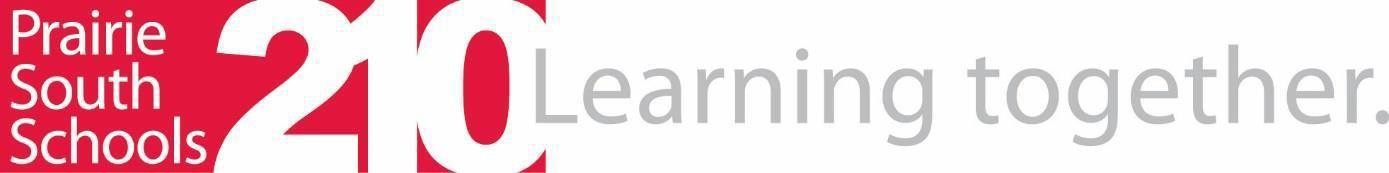 Prairie
South
Schools
210
Learning together.